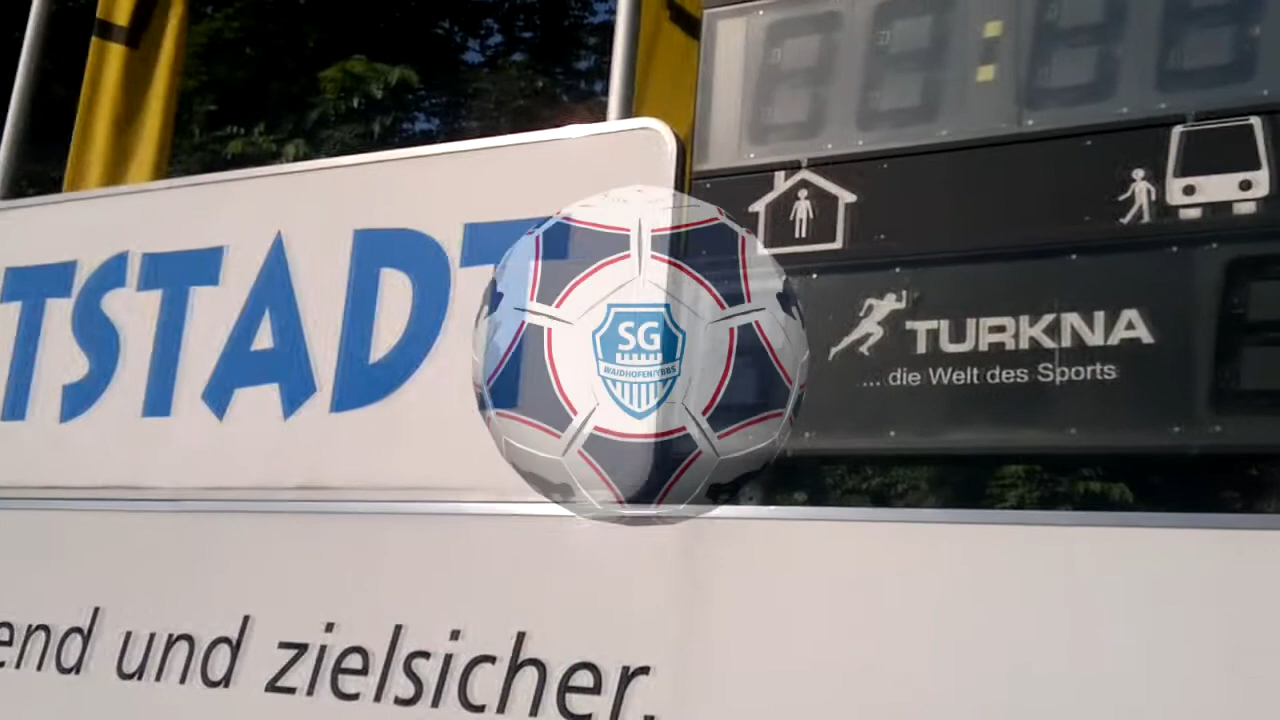 TSTADT
SG
WAIDHOFEN/YBBS
TURKNA
... die Welt des Sports
end und zielsicher.